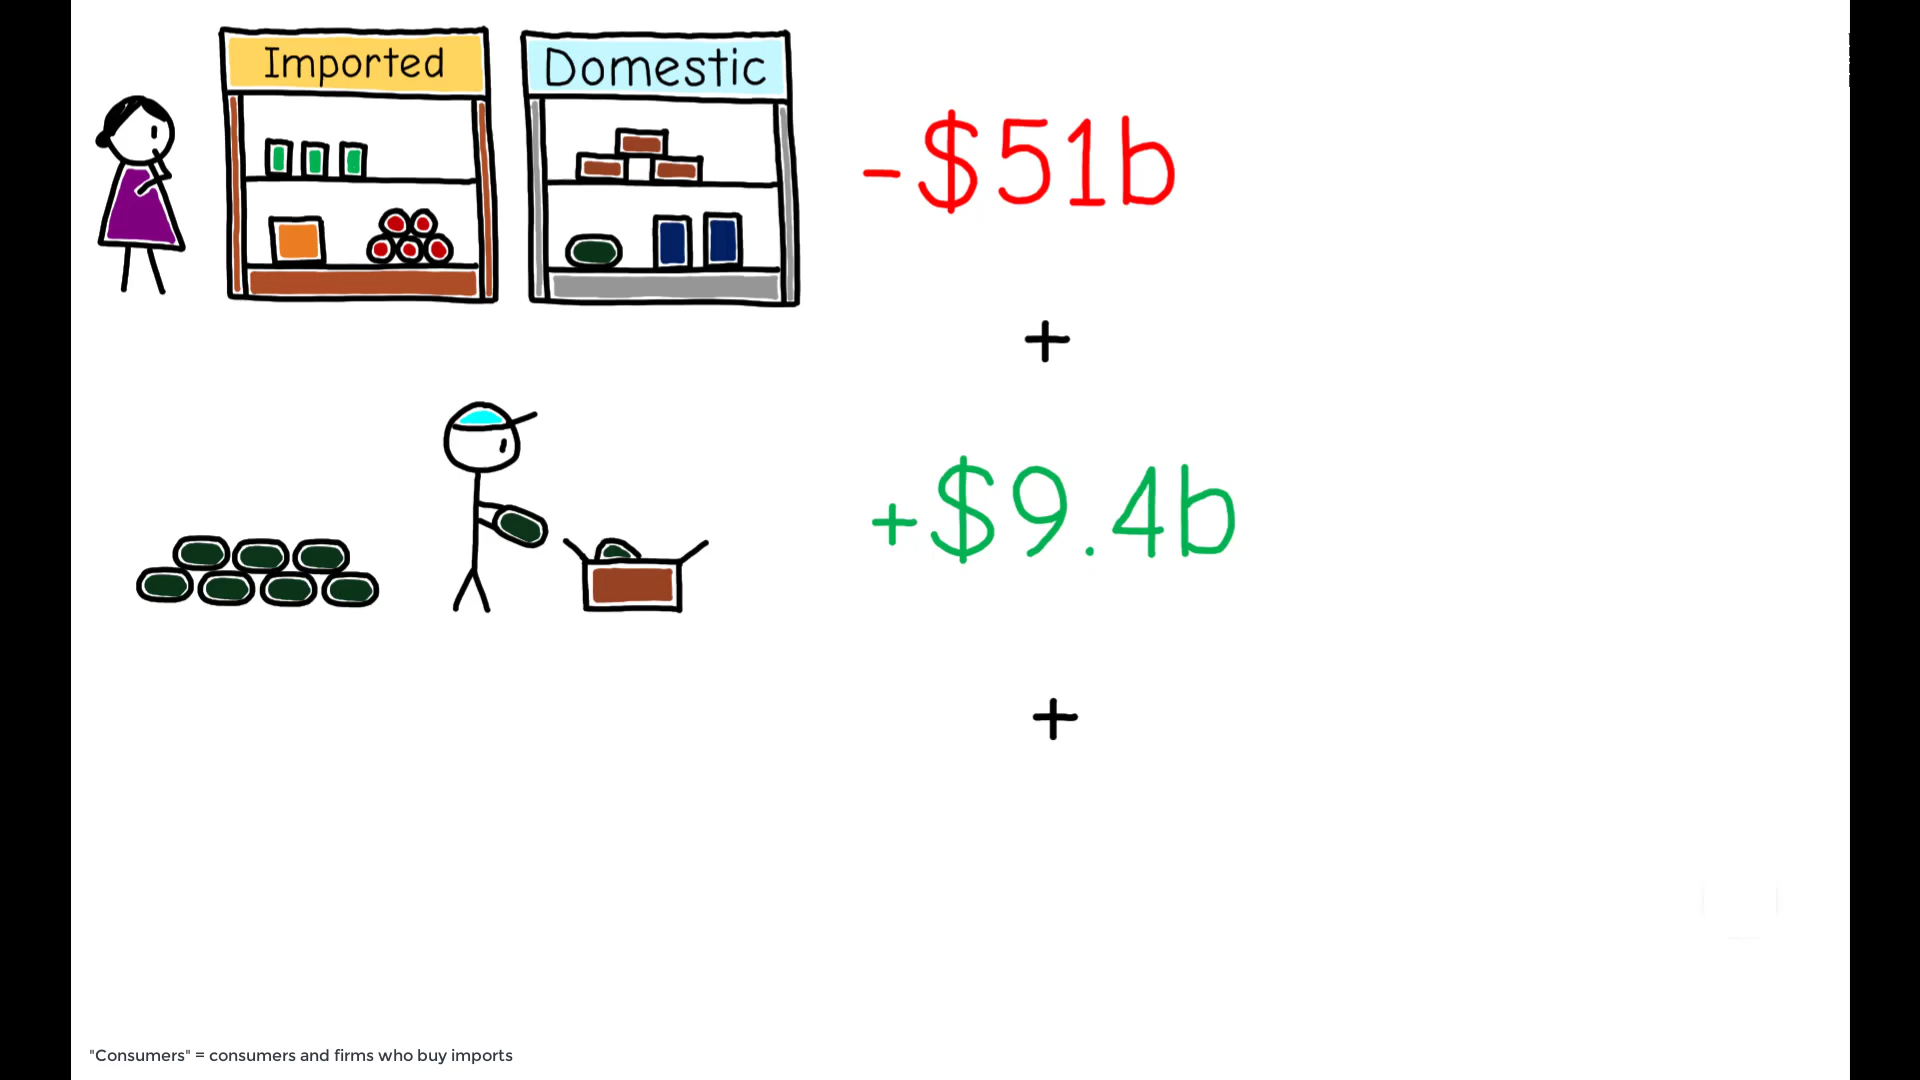 Imported
Domestic
-$51b
+
+$9.4b
+
"Consumers" = consumers and firms who buy imports